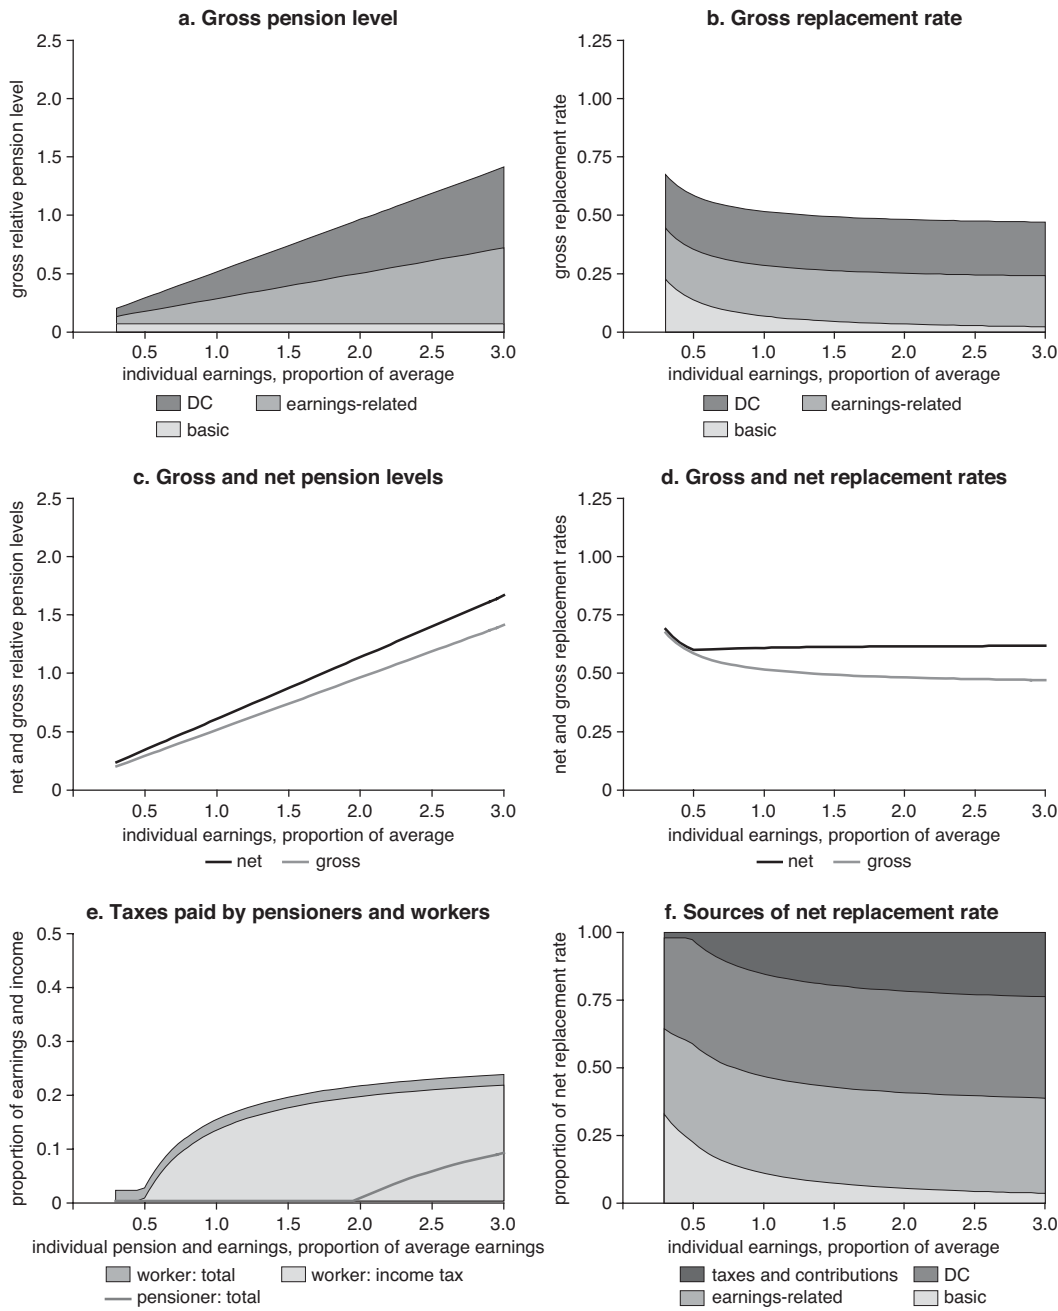 a. Gross pension level
gross relative pension level
2.5
2.0
1.5
1.0
0.5
0
0.5 1.0 1.5 2.0 2.5 3.0
individual earnings, proportion of average
DC earnings-related
basic
b. Gross replacement rate
gross replacement rate
1.25
1.00
0.75
0.50
0.25
0
0.5 1.0 1.5 2.0 2.5 3.0
individual earnings, proportion of average
DC earnings-related
basic
c. Gross and net pension levels
net and gross relative pension levels
2.5
2.0
1.5
1.0
0.5
0
0.5 1.0 1.5 2.0 2.5 3.0
individual earnings, proportion of average
net gross
d. Gross and net replacement rates
net and gross replacement rates
1.25
1.00
0.75
0.50
0.25
0
0.5 1.0 1.5 2.0 2.5 3.0
individual earnings, proportion of average
net gross
e. Taxes paid by pensioners and workers
proportion of earnings and income
0.5
0.4
0.3
0.2
0.1
0
0.5 1.0 1.5 2.0 2.5 3.0
individual pension and earnings, proportion of average earnings
worker: total worker: income tax
pensioner: total
f. Sources of net replacement rate
proportion of net replacement rate
1.00
0.75
0.50
0.25
0
0.5 1.0 1.5 2.0 2.5 3.0
individual earnings, proportion of average
taxes and contributions DC
earnings-related basic